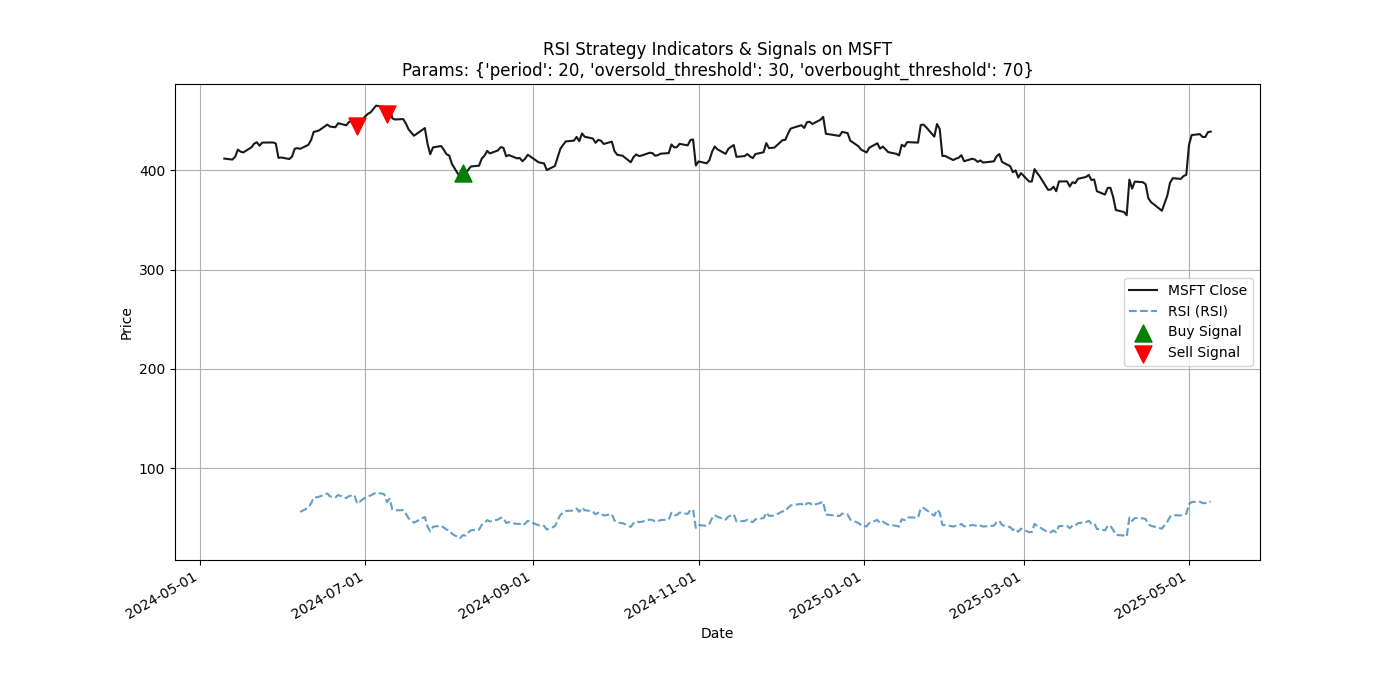 RSI Strategy Indicators & Signals on MSFT
Params: {'period': 20, 'oversold_threshold': 30, 'overbought_threshold': 70}
Price
400
300
200
100
MSFT Close
RSI (RSI)
Buy Signal
Sell Signal
2024-05-01
2024-07-01
2024-09-01
2024-11-01
2025-01-01
2025-03-01
2025-05-01
Date